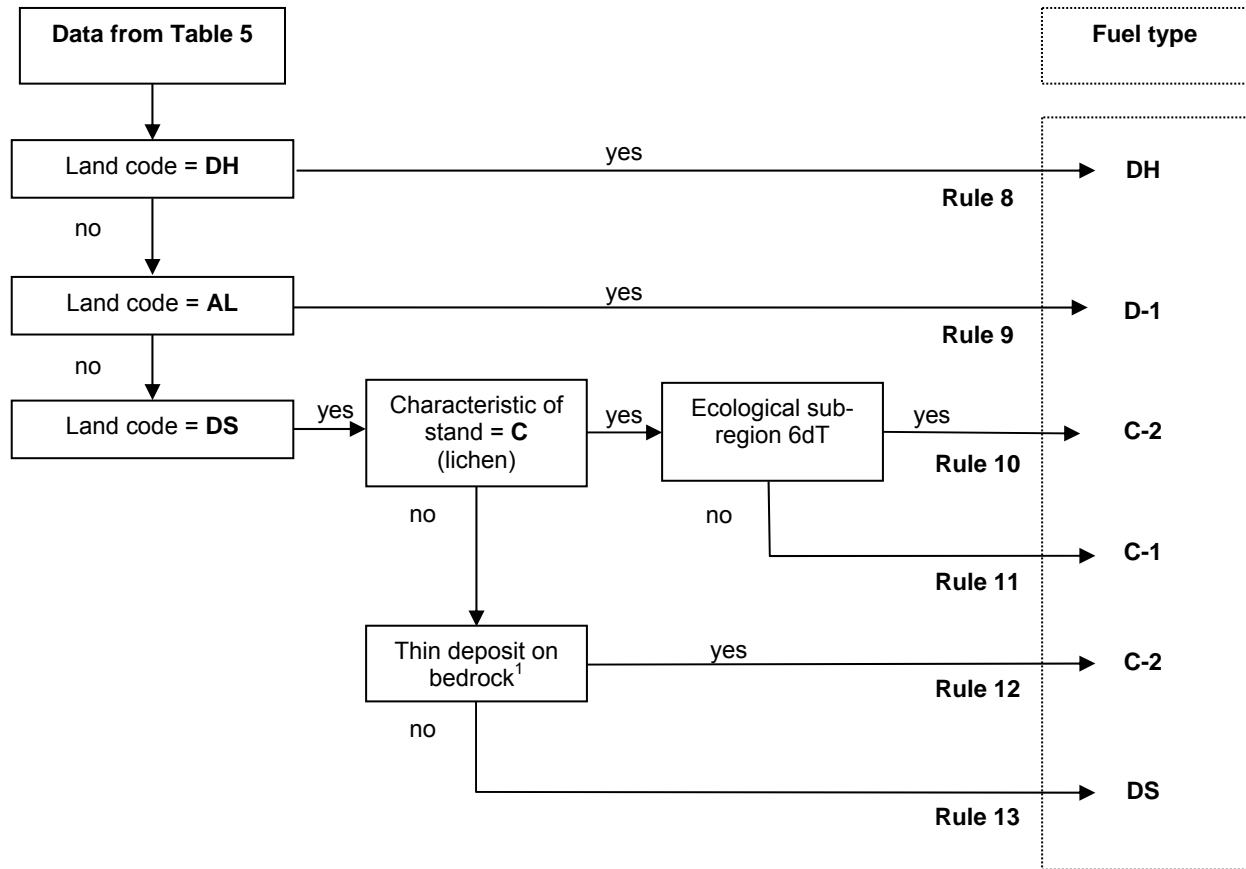 Data from Table 5
Fuel type
Land code = DH
yes
Rule 8
DH
no
Land code = AL
yes
Rule 9
D-1
no
Land code = DS
yes
Characteristic of
stand = C
(lichen)
yes
Ecological sub-
region 6dT
yes
Rule 10
C-2
no
no
Rule 11
C-1
Thin deposit on
bedrock¹
yes
Rule 12
C-2
no
Rule 13
DS